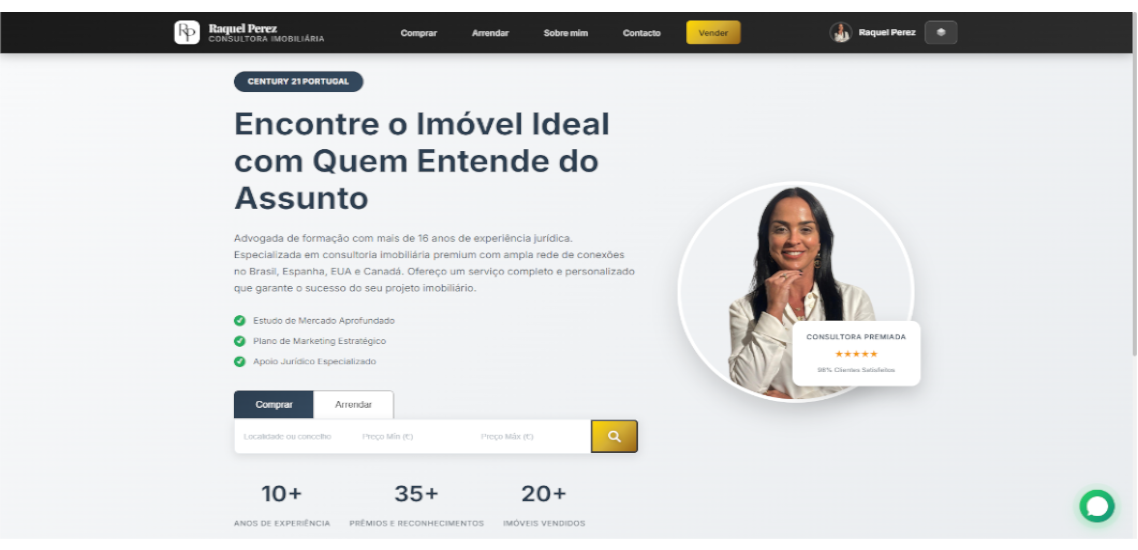 RP
Raquel Perez
CONSULTORA IMOBILIÁRIA
Comprar
Arrendar
Sobre mim
Contacto
Vender
Raquel Perez
CENTURY 21 PORTUGAL
Encontre o Imóvel Ideal
com Quem Entende do
Assunto
Advogada de formação com mais de 16 anos de experiência jurídica.
Especializada em consultoria imobiliária premium com ampla rede de conexões
no Brasil, Espanha, EUA e Canadá. Ofereço um serviço completo e personalizado
que garante o sucesso do seu projeto imobiliário.
Estudo de Mercado Aprofundado
Plano de Marketing Estratégico
Apoio Jurídico Especializado
CONSULTORA PREMIADA
98% Clientes Satisfeitos
Comprar
Arrendar
Localidade ou concelho
Preço Mín (€)
Preço Máx (€)
10+
35+
20+
ANOS DE EXPERIÊNCIA
PRÉMIOS E RECONHECIMENTOS
IMÓVEIS VENDIDOS